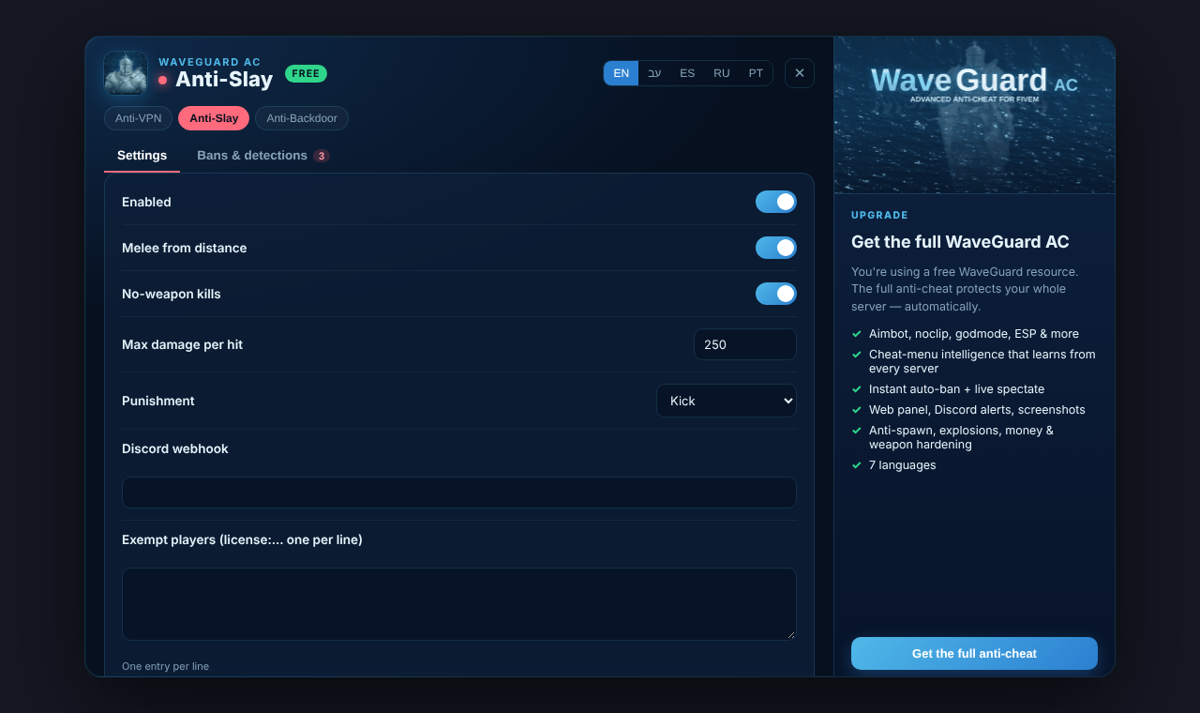 WAVEGUARD AC
Anti-Slay
FREE
EN
עב
ES
RU
PT
✕
Anti-VPN
Anti-Slay
Anti-Backdoor
Settings
Bans & detections 3
Enabled
Melee from distance
No-weapon kills
Max damage per hit
250
Punishment
Kick
Discord webhook
Exempt players (license:... one per line)
One entry per line
Wave Guard AC
ADVANCED ANTI-CHEAT FOR FIVEM
UPGRADE
Get the full WaveGuard AC
You're using a free WaveGuard resource.
The full anti-cheat protects your whole
server — automatically.
✓ Aimbot, noclip, godmode, ESP & more
✓ Cheat-menu intelligence that learns from
every server
✓ Instant auto-ban + live spectate
✓ Web panel, Discord alerts, screenshots
✓ Anti-spawn, explosions, money &
weapon hardening
✓ 7 languages
Get the full anti-cheat